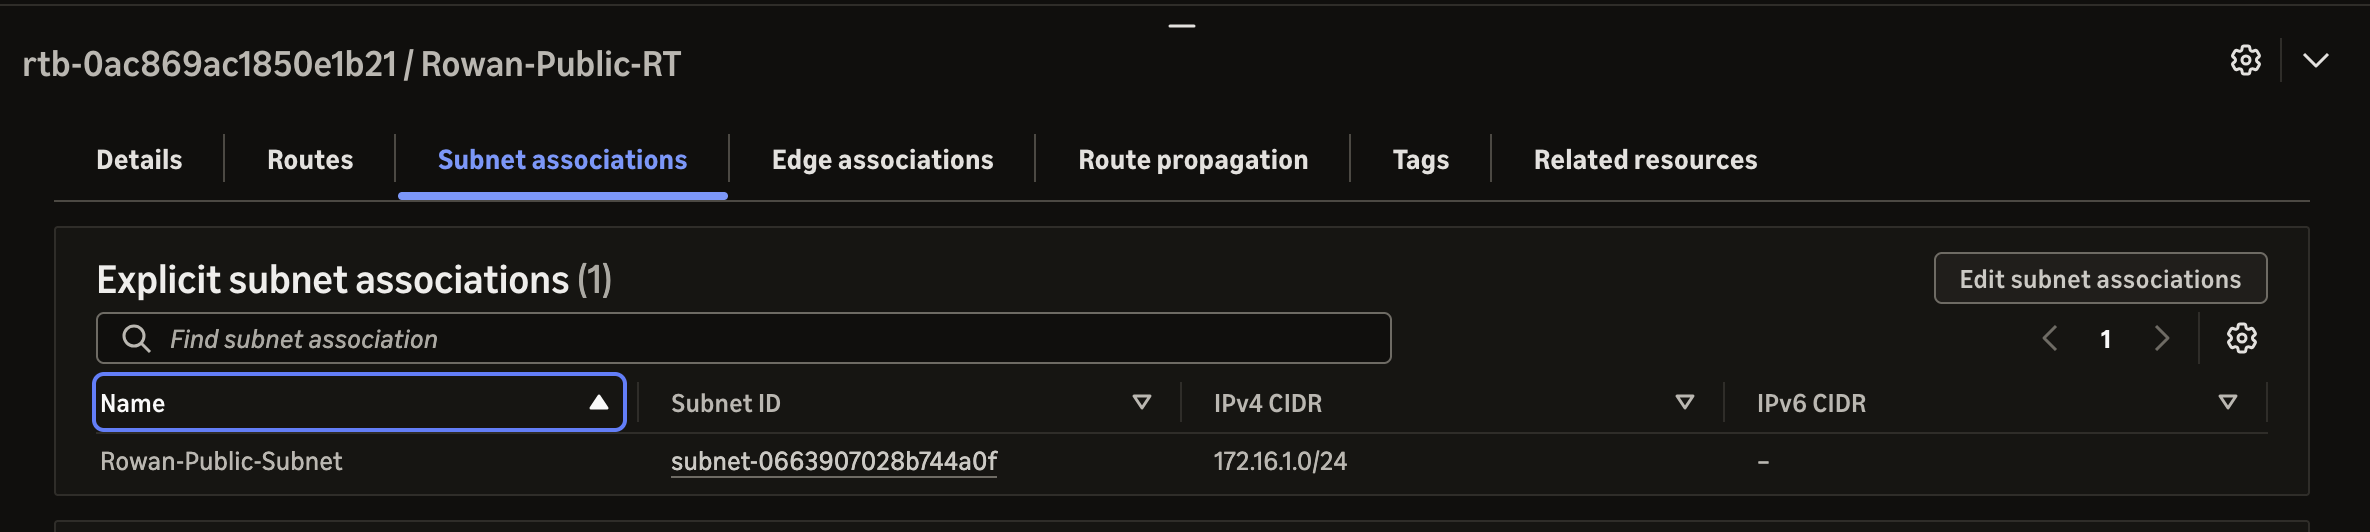 rtb-0ac869ac1850e1b21 / Rowan-Public-RT
Details Routes Subnet associations Edge associations Route propagation Tags Related resources
Explicit subnet associations (1)
Edit subnet associations
Find subnet association
1
Name Subnet ID IPv4 CIDR IPv6 CIDR
Rowan-Public-Subnet subnet-0663907028b744a0f 172.16.1.0/24 –